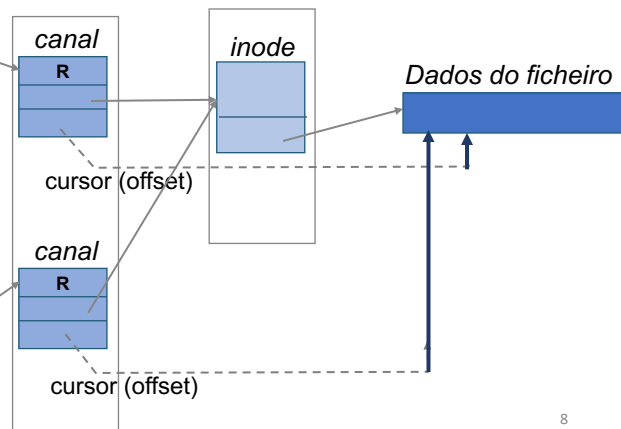 canal
R
cursor (offset)
inode
Dados do ficheiro
canal
R
cursor (offset)
8